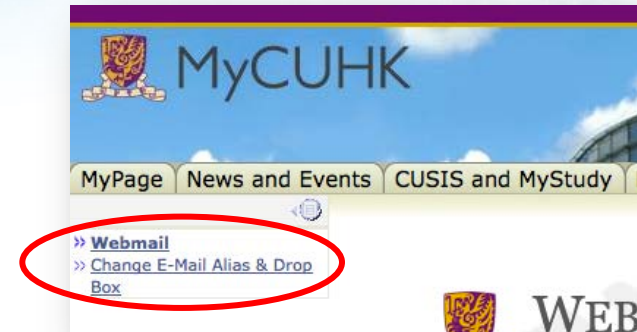 MyCUHK
MyPage News and Events CUSIS and MyStudy
» Webmail
» Change E-Mail Alias & Drop
Box
WEB